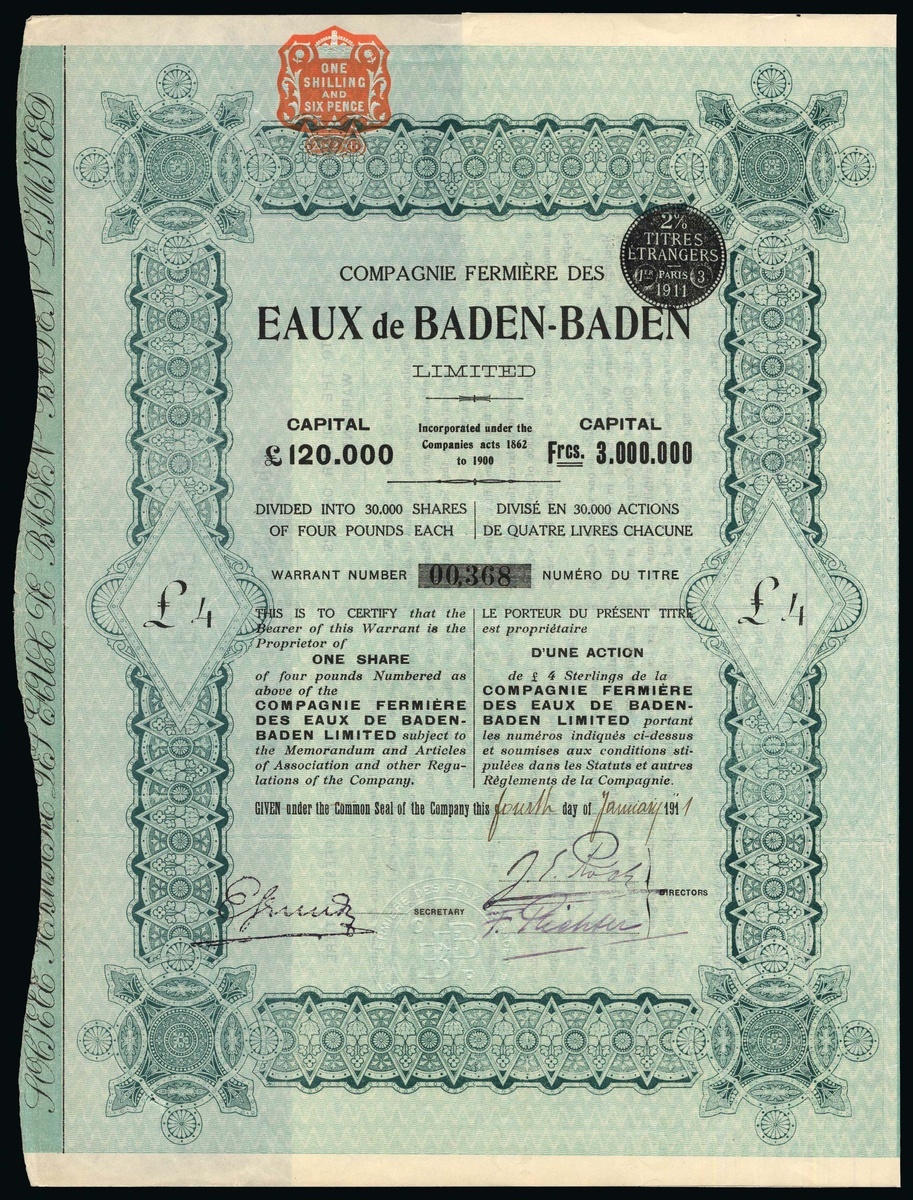 ONE
SHILLING
AND
SIX PENCE
2%
TITRES
ÉTRANGERS
PARIS 3
1911
COMPAGNIE FERMIÈRE DES
EAUX de BADEN-BADEN
LIMITED
CAPITAL
£ 120.000
Incorporated under the
Companies acts 1862
to 1900
CAPITAL
Frcs. 3.000.000
DIVIDED INTO 30.000 SHARES
OF FOUR POUNDS EACH
DIVISÉ EN 30.000 ACTIONS
DE QUATRE LIVRES CHACUNE
WARRANT NUMBER 00,368 NUMÉRO DU TITRE
£ 4
£ 4
THIS IS TO CERTIFY that the
Bearer of this Warrant is the
Proprietor of
ONE SHARE
of four pounds Numbered as
above of the
COMPAGNIE FERMIÈRE
DES EAUX DE BADEN-
BADEN LIMITED subject to
the Memorandum and Articles
of Association and other Regu-
lations of the Company.
LE PORTEUR DU PRÉSENT TITRE
est propriétaire
D'UNE ACTION
de £ 4 Sterlings de la
COMPAGNIE FERMIÈRE
DES EAUX DE BADEN-
BADEN LIMITED portant
les numéros indiqués ci-dessus
et soumises aux conditions sti-
pulées dans les Statuts et autres
Règlements de la Compagnie.
GIVEN under the Common Seal of the Company this fourth day of January 1911
DIRECTORS
SECRETARY